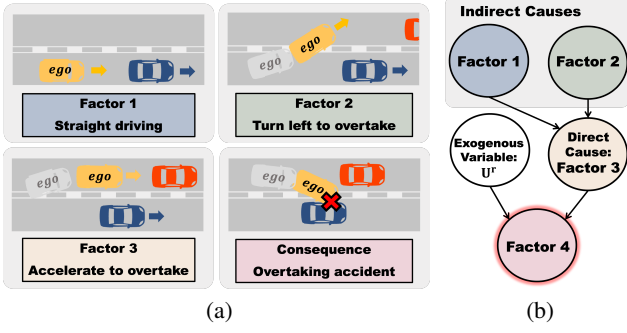 ego
Factor 1
Straight driving
ego
Factor 2
Turn left to overtake
ego
ego
Factor 3
Accelerate to overtake
ego
ego
Consequence
Overtaking accident
ego
(a)
Indirect Causes
Factor 1
Factor 2
Exogenous
Variable:
Uʳ
Direct
Cause:
Factor 3
Factor 4
(b)